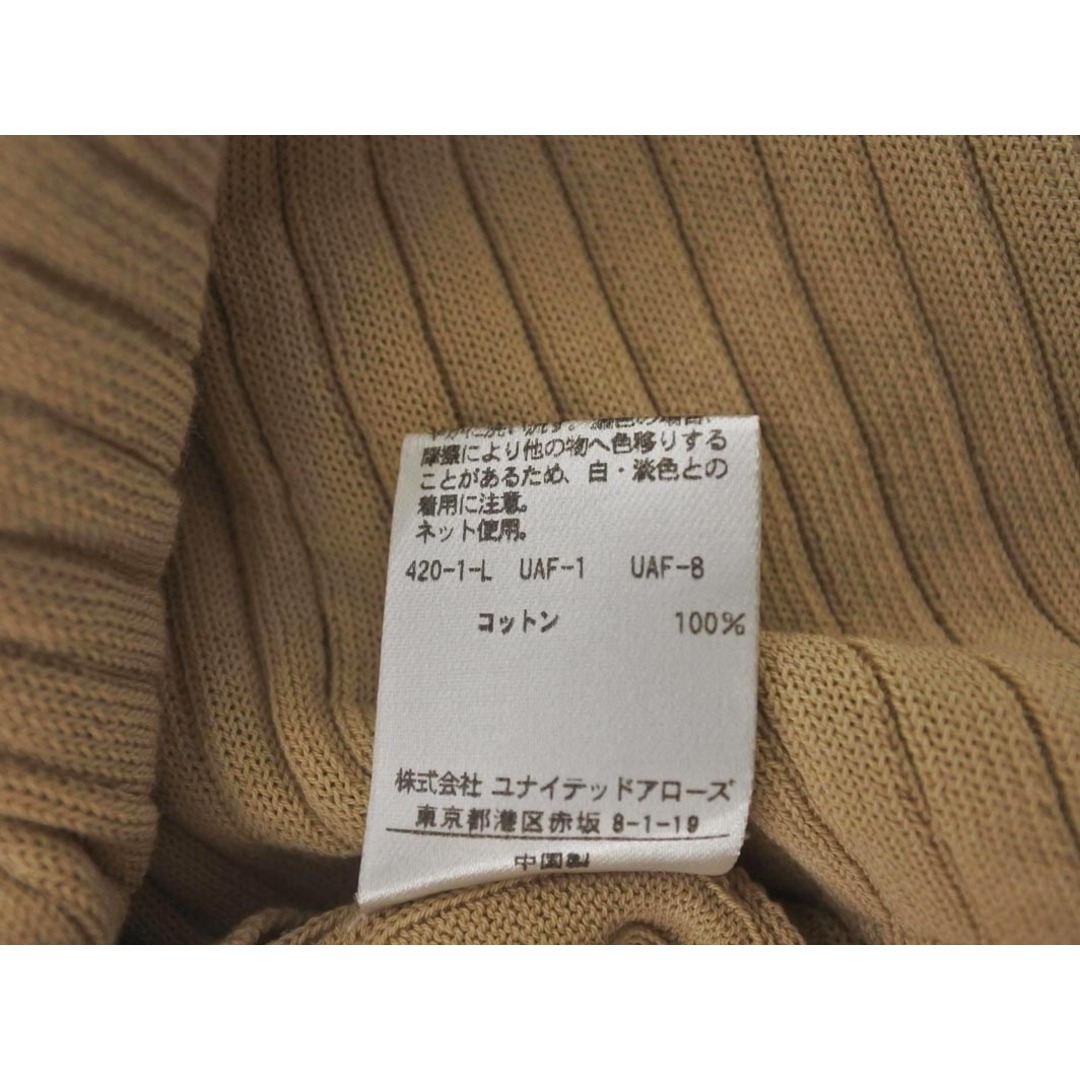 摩擦により他の物へ色移りする
ことがあるため、白・淡色との
着用に注意。
ネット使用。
420-1-L UAF-1 UAF-8
コットン 100%
株式会社 ユナイテッドアローズ
東京都港区赤坂 8-1-19
中国製